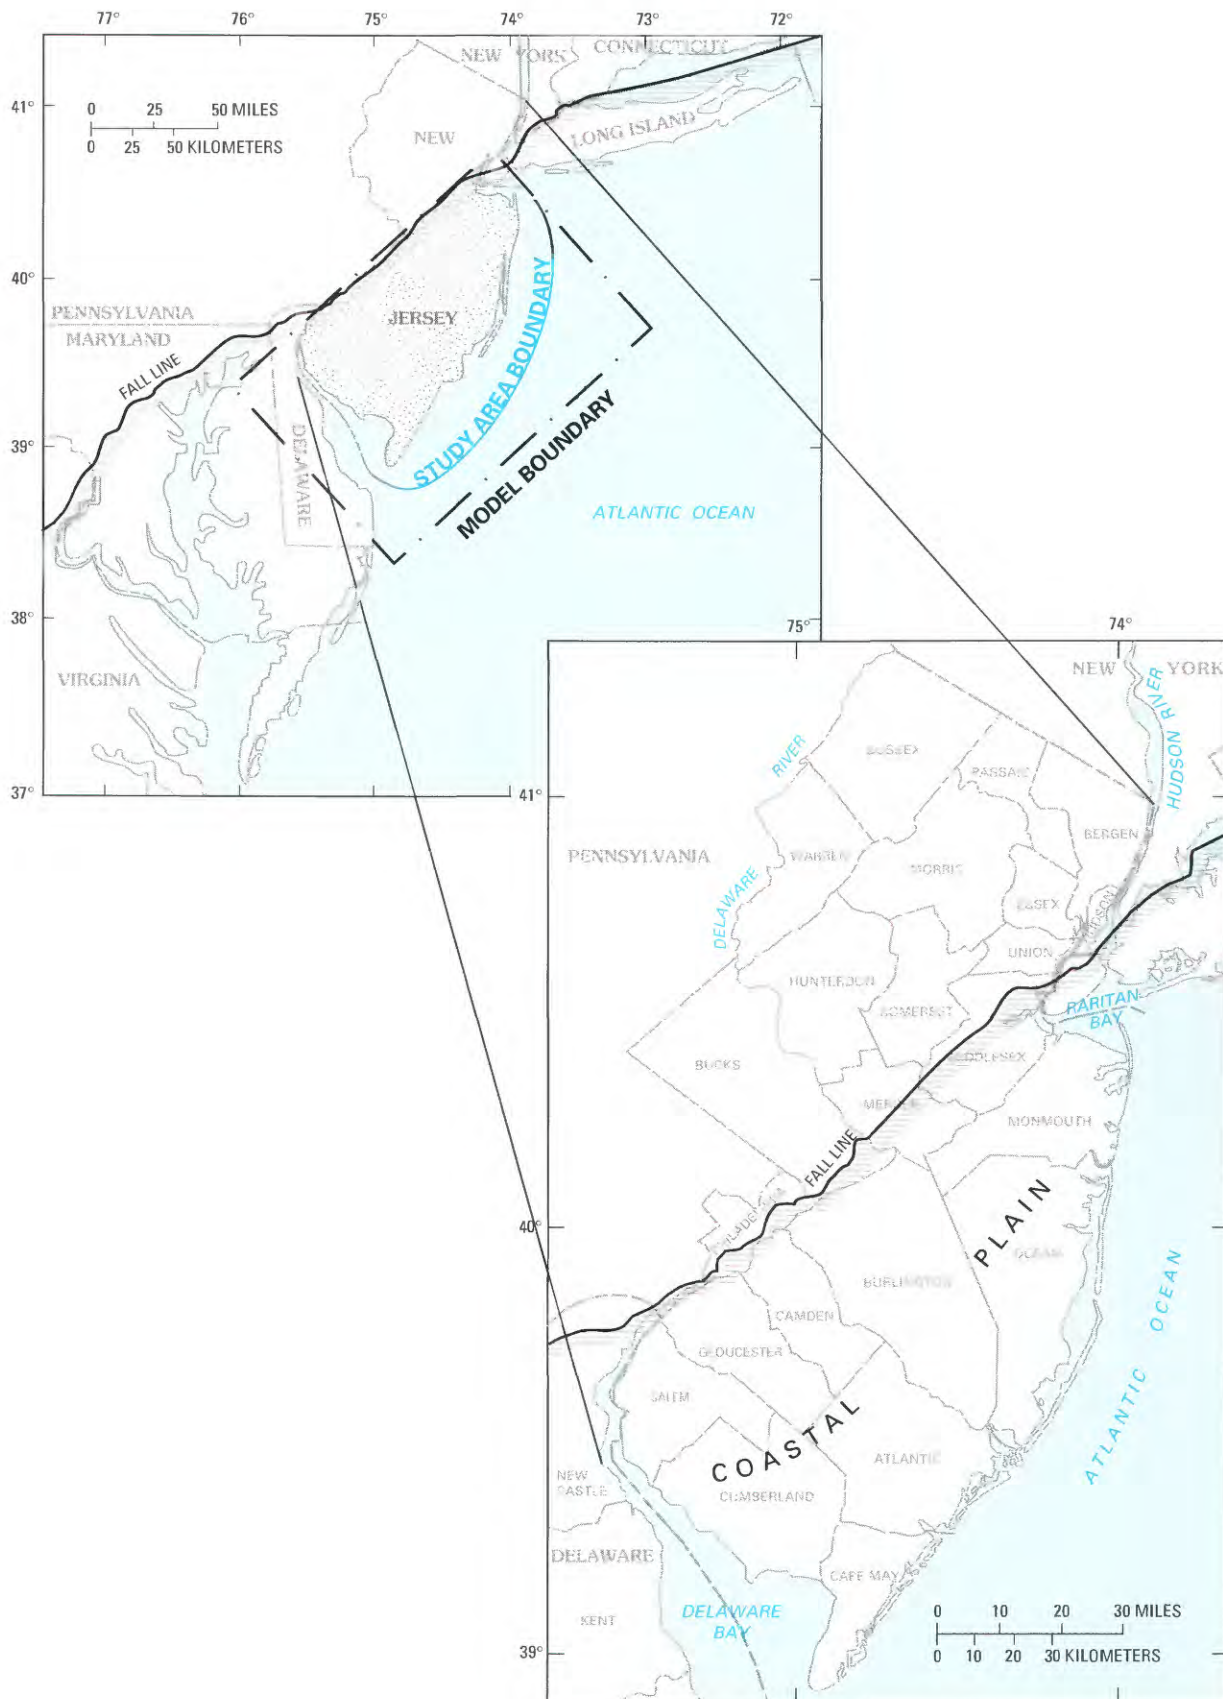 77° 76° 75° 74° 73° 72°
41°
40°
39°
38°
37°
0 25 50 MILES
0 25 50 KILOMETERS
NEW YORK
CONNECTICUT
NEW
LONG ISLAND
JERSEY
PENNSYLVANIA
MARYLAND
FALL LINE
DELAWARE
STUDY AREA BOUNDARY
MODEL BOUNDARY
ATLANTIC OCEAN
VIRGINIA
75° 74°
41°
40°
39°
NEW YORK
HUDSON RIVER
DELAWARE RIVER
SUSSEX
PASSAIC
BERGEN
PENNSYLVANIA
WARREN
MORRIS
ESSEX
HUDSON
UNION
HUNTERDON
SOMERSET
RARITAN
BAY
BUCKS
MIDDLESEX
MERCER
MONMOUTH
FALL LINE
PHILADELPHIA
OCEAN
BURLINGTON
CAMDEN
GLOUCESTER
SALEM
COASTAL PLAIN
ATLANTIC OCEAN
ATLANTIC
NEW
CASTLE
CUMBERLAND
DELAWARE
CAPE MAY
KENT
DELAWARE
BAY
0 10 20 30 MILES
0 10 20 30 KILOMETERS